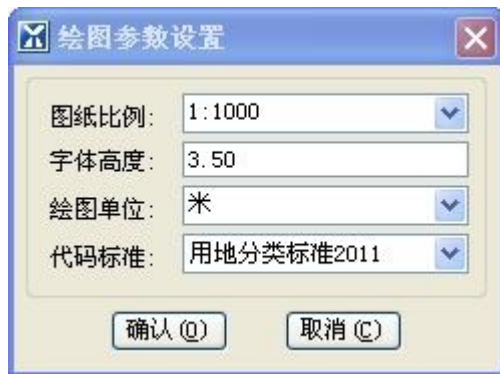 绘图参数设置
图纸比例: 1:1000
字体高度: 3.50
绘图单位: 米
代码标准: 用地分类标准2011
确认(O) 取消(C)